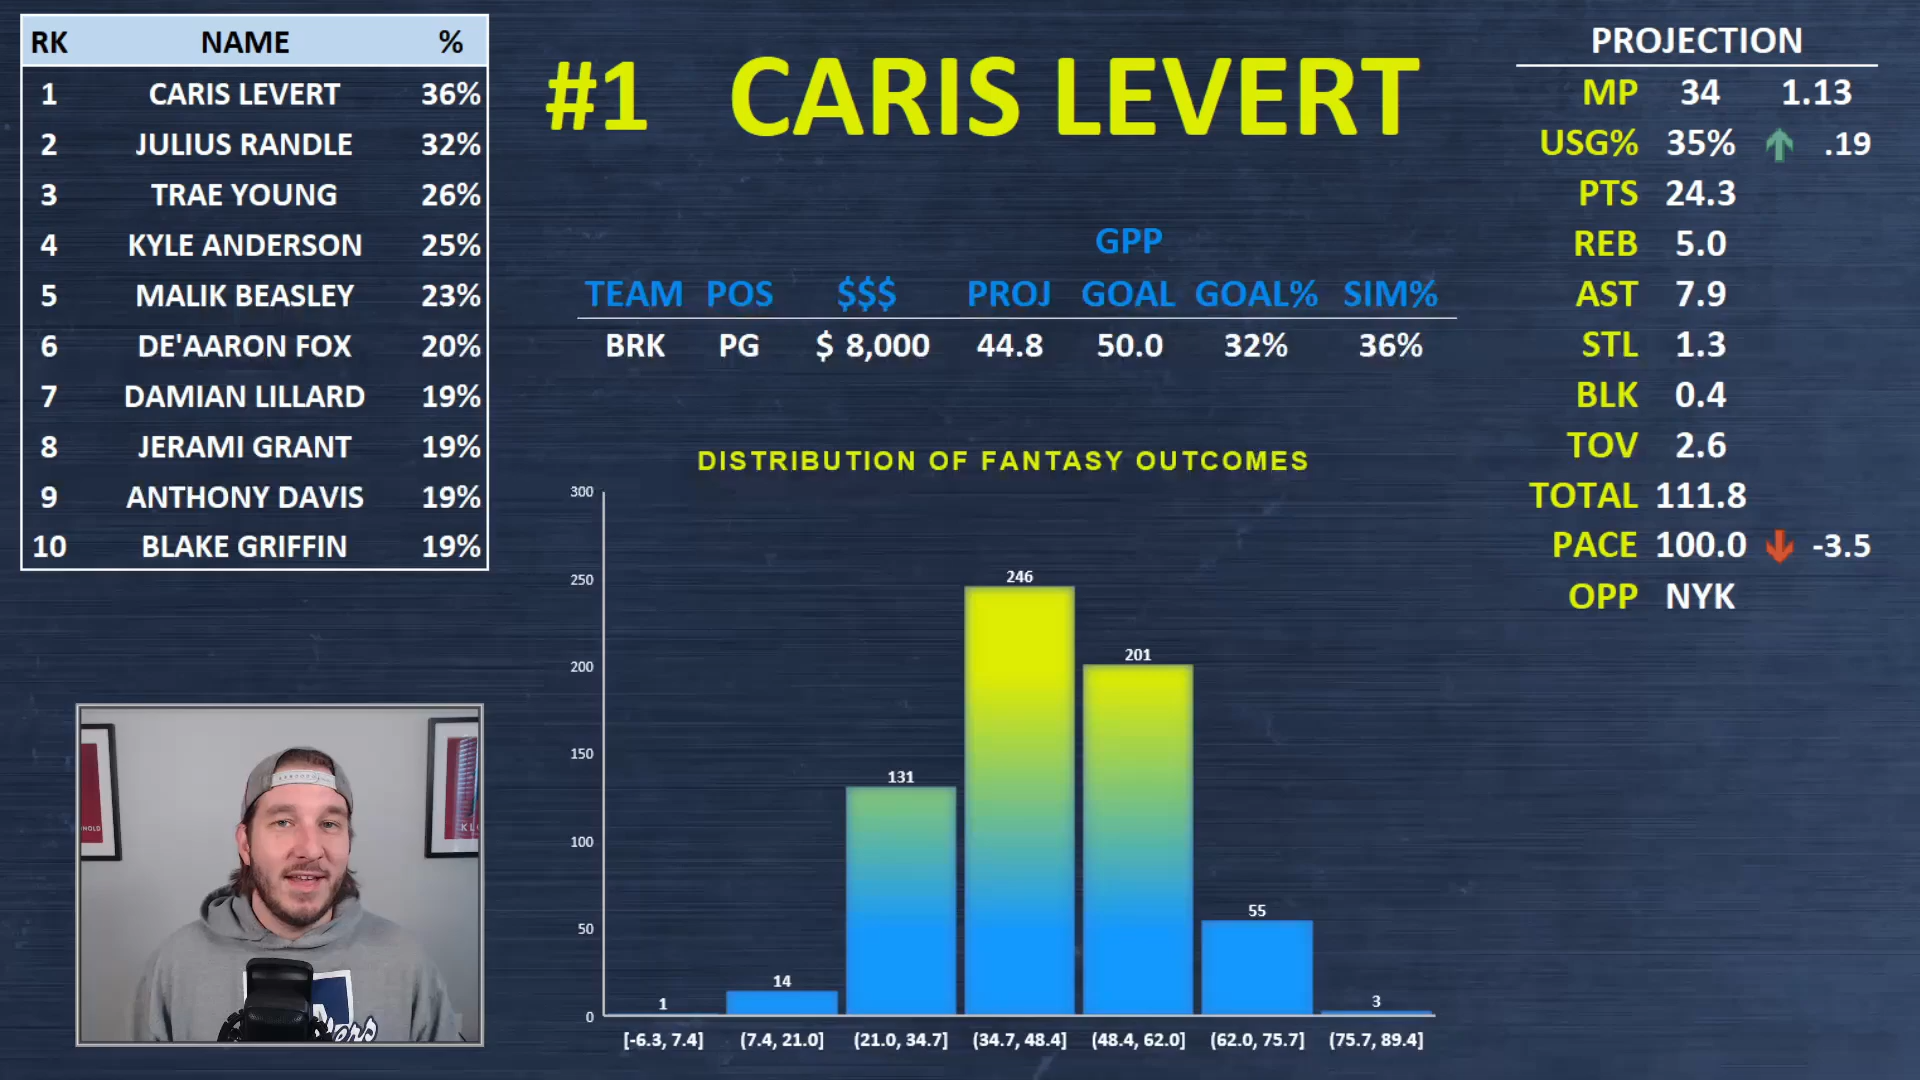 RK NAME %
1 CARIS LEVERT 36%
2 JULIUS RANDLE 32%
3 TRAE YOUNG 26%
4 KYLE ANDERSON 25%
5 MALIK BEASLEY 23%
6 DE'AARON FOX 20%
7 DAMIAN LILLARD 19%
8 JERAMI GRANT 19%
9 ANTHONY DAVIS 19%
10 BLAKE GRIFFIN 19%
#1 CARIS LEVERT
GPP
TEAM POS $$$ PROJ GOAL GOAL% SIM%
BRK PG $ 8,000 44.8 50.0 32% 36%
DISTRIBUTION OF FANTASY OUTCOMES
300
250
200
150
100
50
0
1
14
131
246
201
55
3
[-6.3, 7.4] (7.4, 21.0] (21.0, 34.7] (34.7, 48.4] (48.4, 62.0] (62.0, 75.7] (75.7, 89.4]
PROJECTION
MP 34 1.13
USG% 35% .19
PTS 24.3
REB 5.0
AST 7.9
STL 1.3
BLK 0.4
TOV 2.6
TOTAL 111.8
PACE 100.0 -3.5
OPP NYK